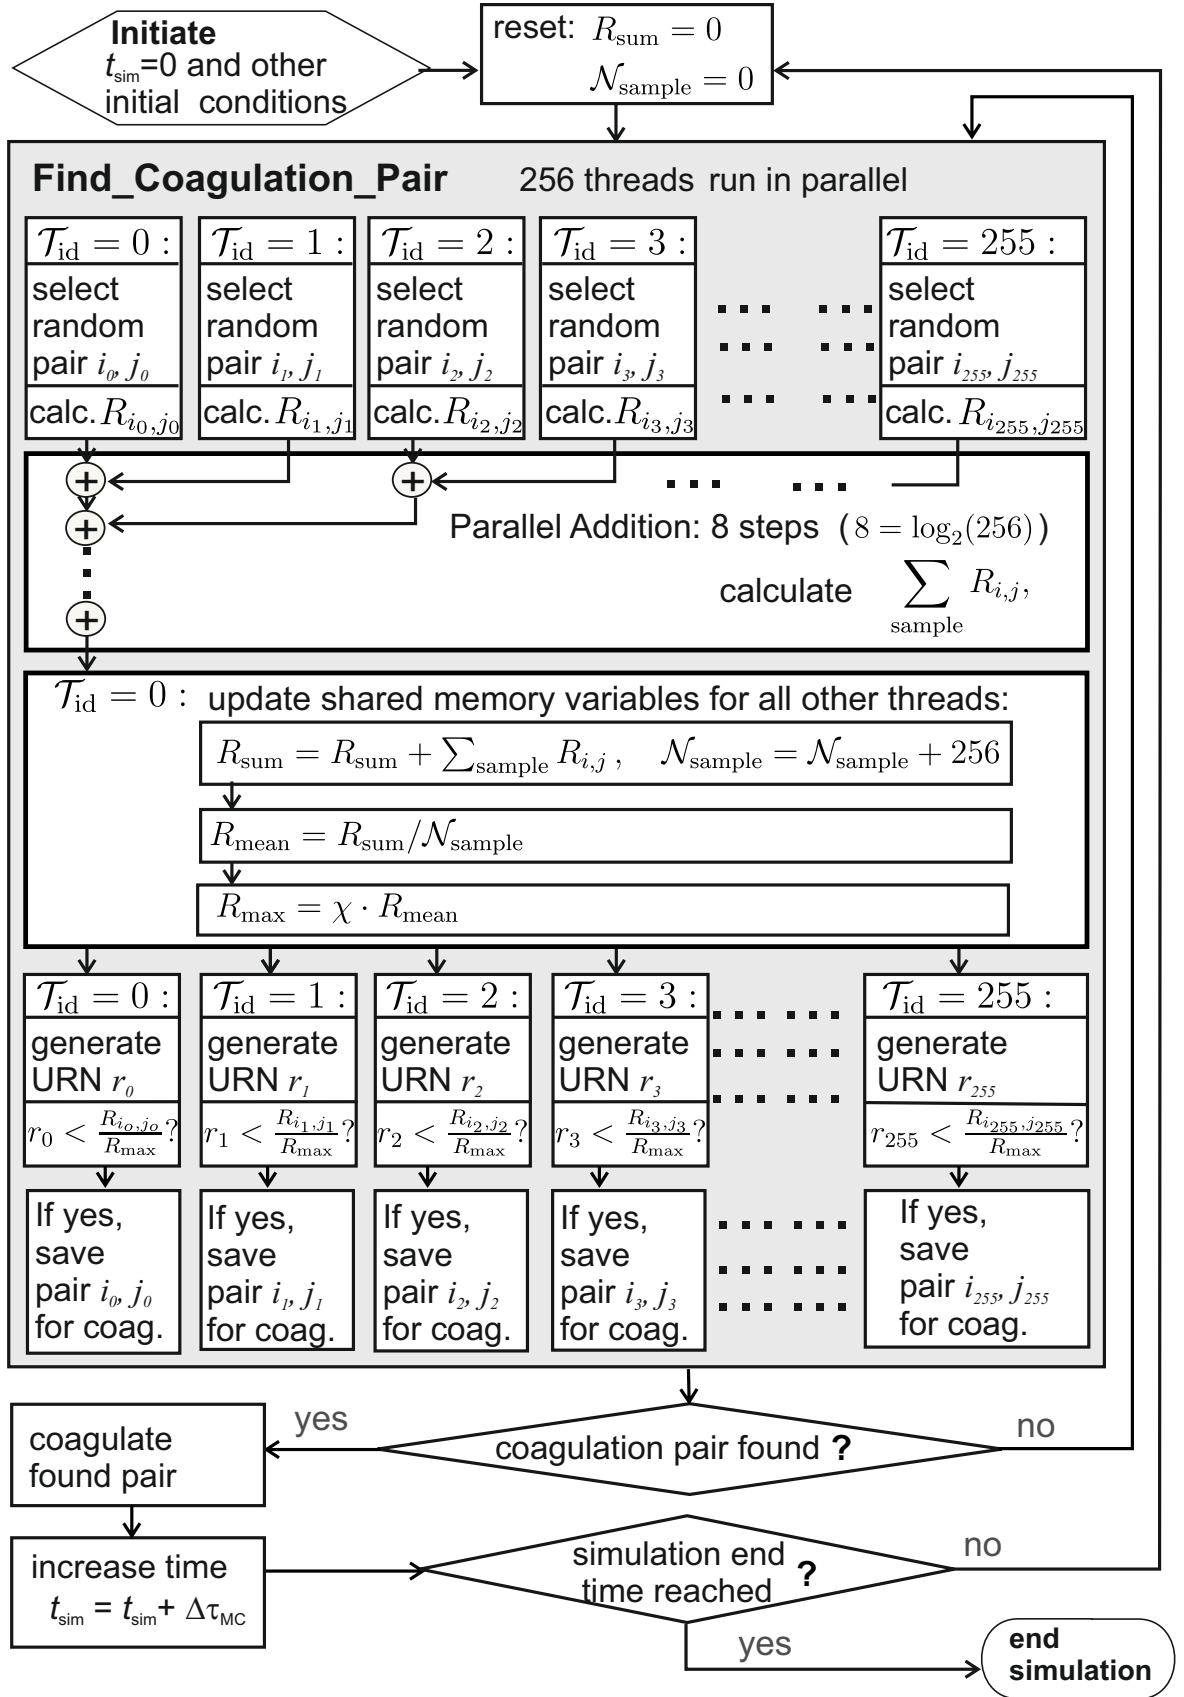 Initiate
t_sim=0 and other
initial conditions
reset: R_sum = 0
𝒩_sample = 0
Find_Coagulation_Pair 256 threads run in parallel
𝒯_id = 0 : 𝒯_id = 1 : 𝒯_id = 2 : 𝒯_id = 3 : 𝒯_id = 255 :
select select select select select
random random random random random
pair i_0, j_0 pair i_1, j_1 pair i_2, j_2 pair i_3, j_3 pair i_255, j_255
calc. R_{i_0,j_0} calc. R_{i_1,j_1} calc. R_{i_2,j_2} calc. R_{i_3,j_3} calc. R_{i_255,j_255}
+ +
+ Parallel Addition: 8 steps (8 = log_2(256))
calculate ∑_sample R_{i,j},
+
𝒯_id = 0 : update shared memory variables for all other threads:
R_sum = R_sum + ∑_sample R_{i,j} , 𝒩_sample = 𝒩_sample + 256
R_mean = R_sum/𝒩_sample
R_max = χ · R_mean
𝒯_id = 0 : 𝒯_id = 1 : 𝒯_id = 2 : 𝒯_id = 3 : 𝒯_id = 255 :
generate generate generate generate generate
URN r_0 URN r_1 URN r_2 URN r_3 URN r_255
r_0 < R_{i_o,j_o}/R_max? r_1 < R_{i_1,j_1}/R_max? r_2 < R_{i_2,j_2}/R_max? r_3 < R_{i_3,j_3}/R_max? r_255 < R_{i_255,j_255}/R_max?
If yes, If yes, If yes, If yes, If yes,
save save save save save
pair i_0, j_0 pair i_1, j_1 pair i_2, j_2 pair i_3, j_3 pair i_255, j_255
for coag. for coag. for coag. for coag. for coag.
yes
coagulation pair found ?
no
coagulate
found pair
increase time
t_sim = t_sim + Δτ_MC
simulation end
time reached ?
no
yes
end
simulation